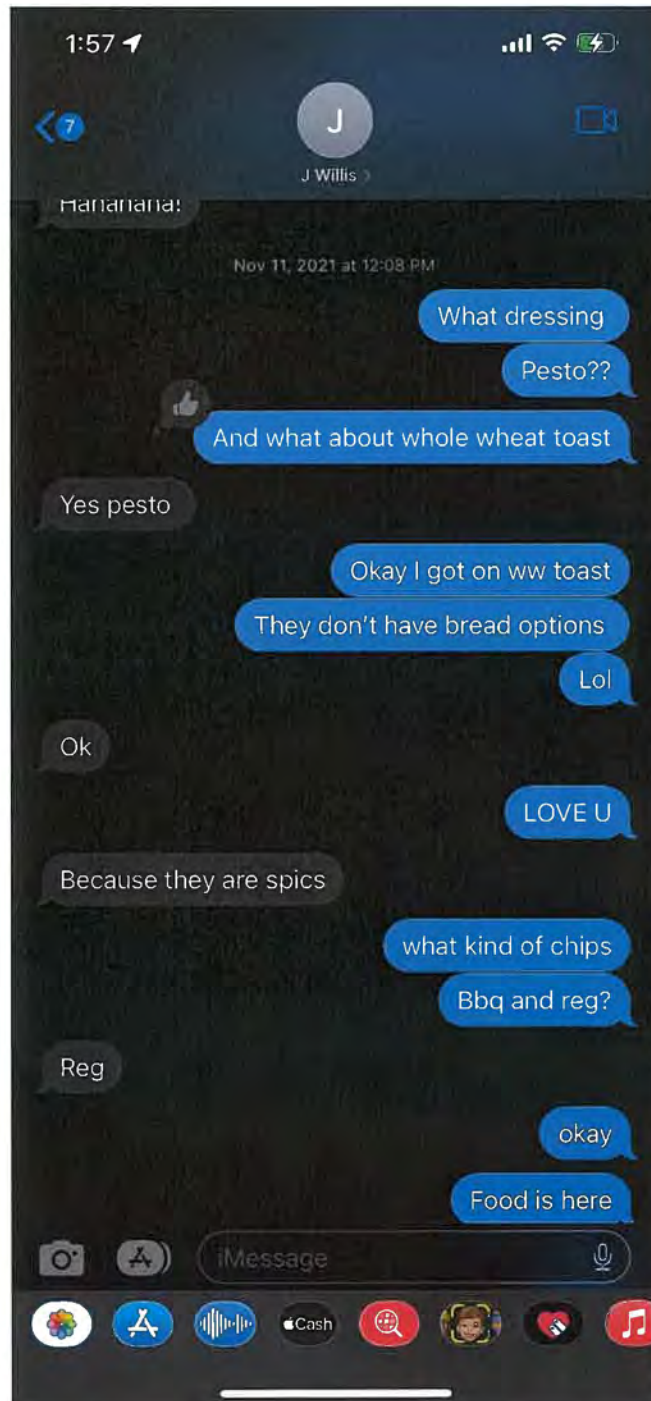 1:57
7
J
J Willis
Hahahaha!
Nov 11, 2021 at 12:08 PM
What dressing
Pesto??
And what about whole wheat toast
Yes pesto
Okay I got on ww toast
They don't have bread options
Lol
Ok
LOVE U
Because they are spics
what kind of chips
Bbq and reg?
Reg
okay
Food is here
iMessage
Cash